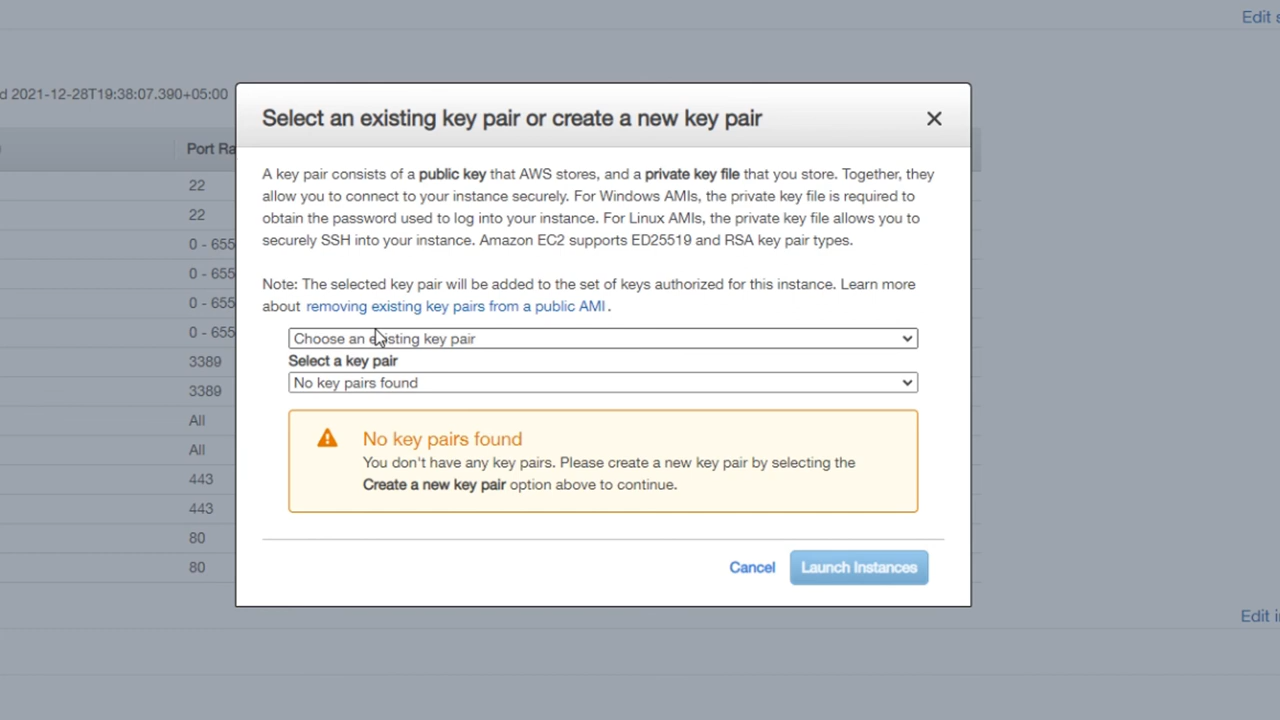 Edit s
d 2021-12-28T19:38:07.390+05:00
Select an existing key pair or create a new key pair
Port Ra
A key pair consists of a public key that AWS stores, and a private key file that you store. Together, they
allow you to connect to your instance securely. For Windows AMIs, the private key file is required to
obtain the password used to log into your instance. For Linux AMIs, the private key file allows you to
securely SSH into your instance. Amazon EC2 supports ED25519 and RSA key pair types.
Note: The selected key pair will be added to the set of keys authorized for this instance. Learn more
about removing existing key pairs from a public AMI .
Choose an existing key pair
Select a key pair
No key pairs found
No key pairs found
You don't have any key pairs. Please create a new key pair by selecting the
Create a new key pair option above to continue.
Cancel
Launch Instances
22
22
0 - 655
0 - 655
0 - 655
0 - 655
3389
3389
All
All
443
443
80
80
Edit i